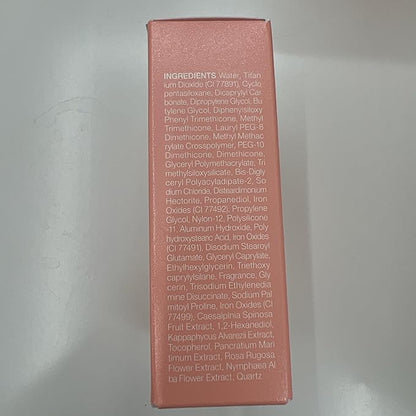 INGREDIENTS Water, Titan
ium Dioxide (CI 77891), Cyclo
pentasiloxane, Dicaprylyl Car
bonate, Dipropylene Glycol, Bu
tylene Glycol, Diphenylsiloxy
Phenyl Trimethicone, Methyl
Trimethicone, Lauryl PEG-8
Dimethicone, Methyl Methac
rylate Crosspolymer, PEG-10
Dimethicone, Dimethicone,
Glyceryl Polymethacrylate, Tri
methylsiloxysilicate, Bis-Digly
ceryl Polyacyladipate-2, So
dium Chloride, Disteardimonium
Hectorite, Propanediol, Iron
Oxides (CI 77492), Propylene
Glycol, Nylon-12, Polysilicone
-11, Aluminum Hydroxide, Poly
hydroxystearic Acid, Iron Oxides
(CI 77491), Disodium Stearoyl
Glutamate, Glyceryl Caprylate,
Ethylhexylglycerin, Triethoxy
caprylylsilane, Fragrance, Gly
cerin, Trisodium Ethylenedia
mine Disuccinate, Sodium Pal
mitoyl Proline, Iron Oxides (CI
77499), Caesalpinia Spinosa
Fruit Extract, 1,2-Hexanediol,
Kappaphycus Alvarezii Extract,
Tocopherol, Pancratium Mari
timum Extract, Rosa Rugosa
Flower Extract, Nymphaea Al
ba Flower Extract, Quartz